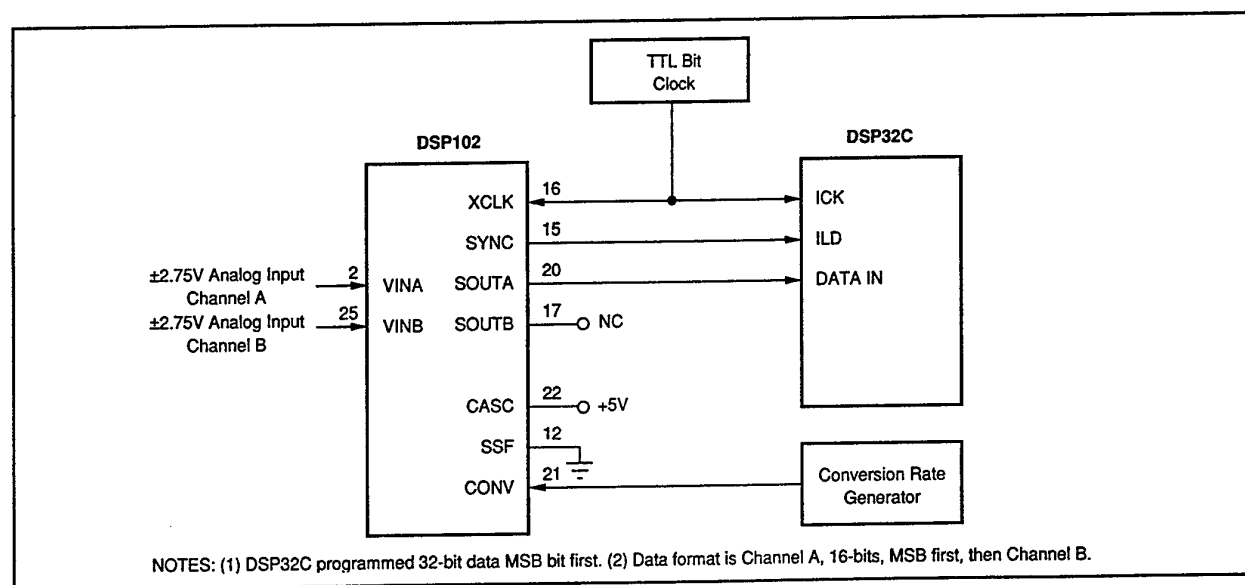 TTL Bit
Clock
DSP102
DSP32C
XCLK
16
ICK
SYNC
15
ILD
±2.75V Analog Input
Channel A
2
VINA
SOUTA
20
DATA IN
±2.75V Analog Input
Channel B
25
VINB
SOUTB
17
NC
CASC
22
+5V
SSF
12
CONV
21
Conversion Rate
Generator
NOTES: (1) DSP32C programmed 32-bit data MSB bit first. (2) Data format is Channel A, 16-bits, MSB first, then Channel B.